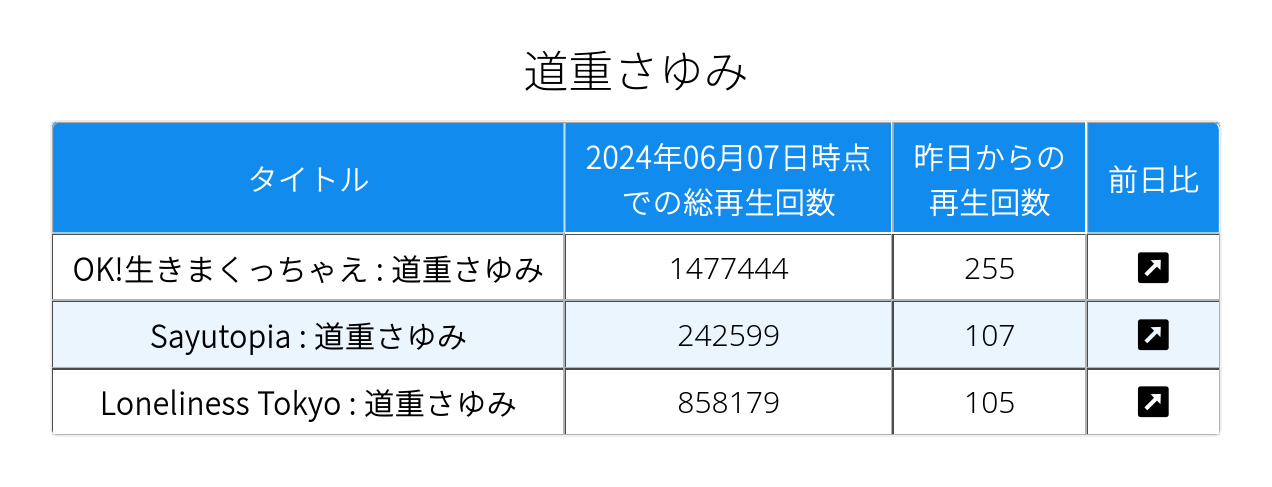 道重さゆみ
タイトル
2024年06月07日時点
での総再生回数
昨日からの
再生回数
前日比
OK!生きまくっちゃえ : 道重さゆみ 1477444 255
Sayutopia : 道重さゆみ 242599 107
Loneliness Tokyo : 道重さゆみ 858179 105